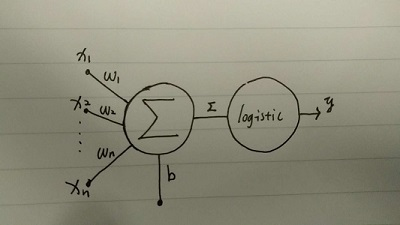 x₁
w₁
x₂
w₂
wₙ
xₙ
Σ
b
Σ
logistic
y